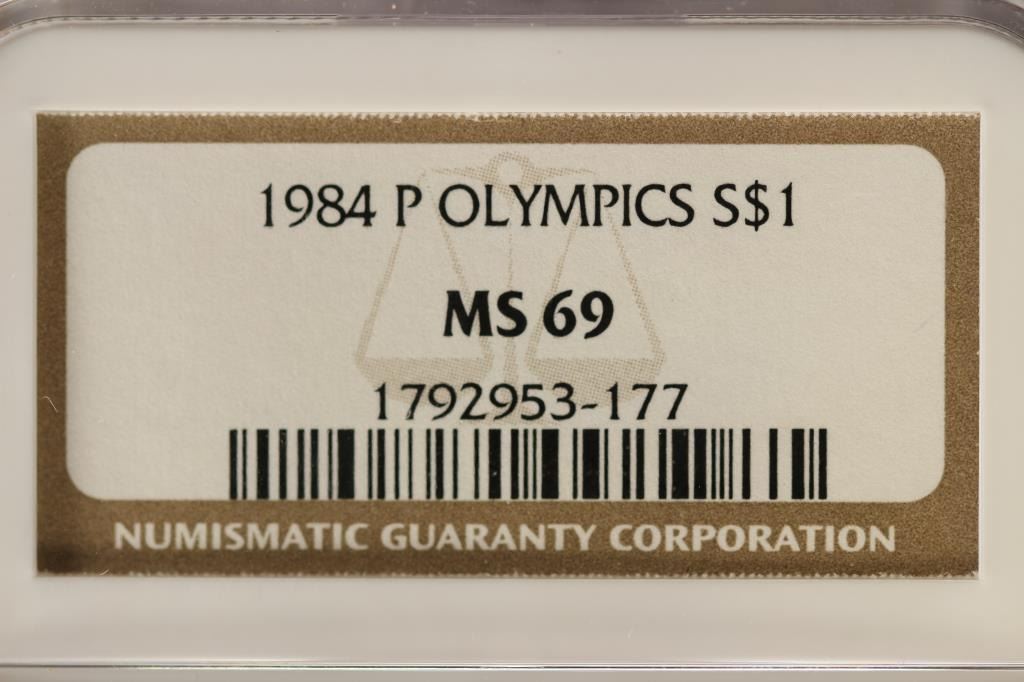 1984 P OLYMPICS S$1
MS 69
1792953-177
NUMISMATIC GUARANTY CORPORATION